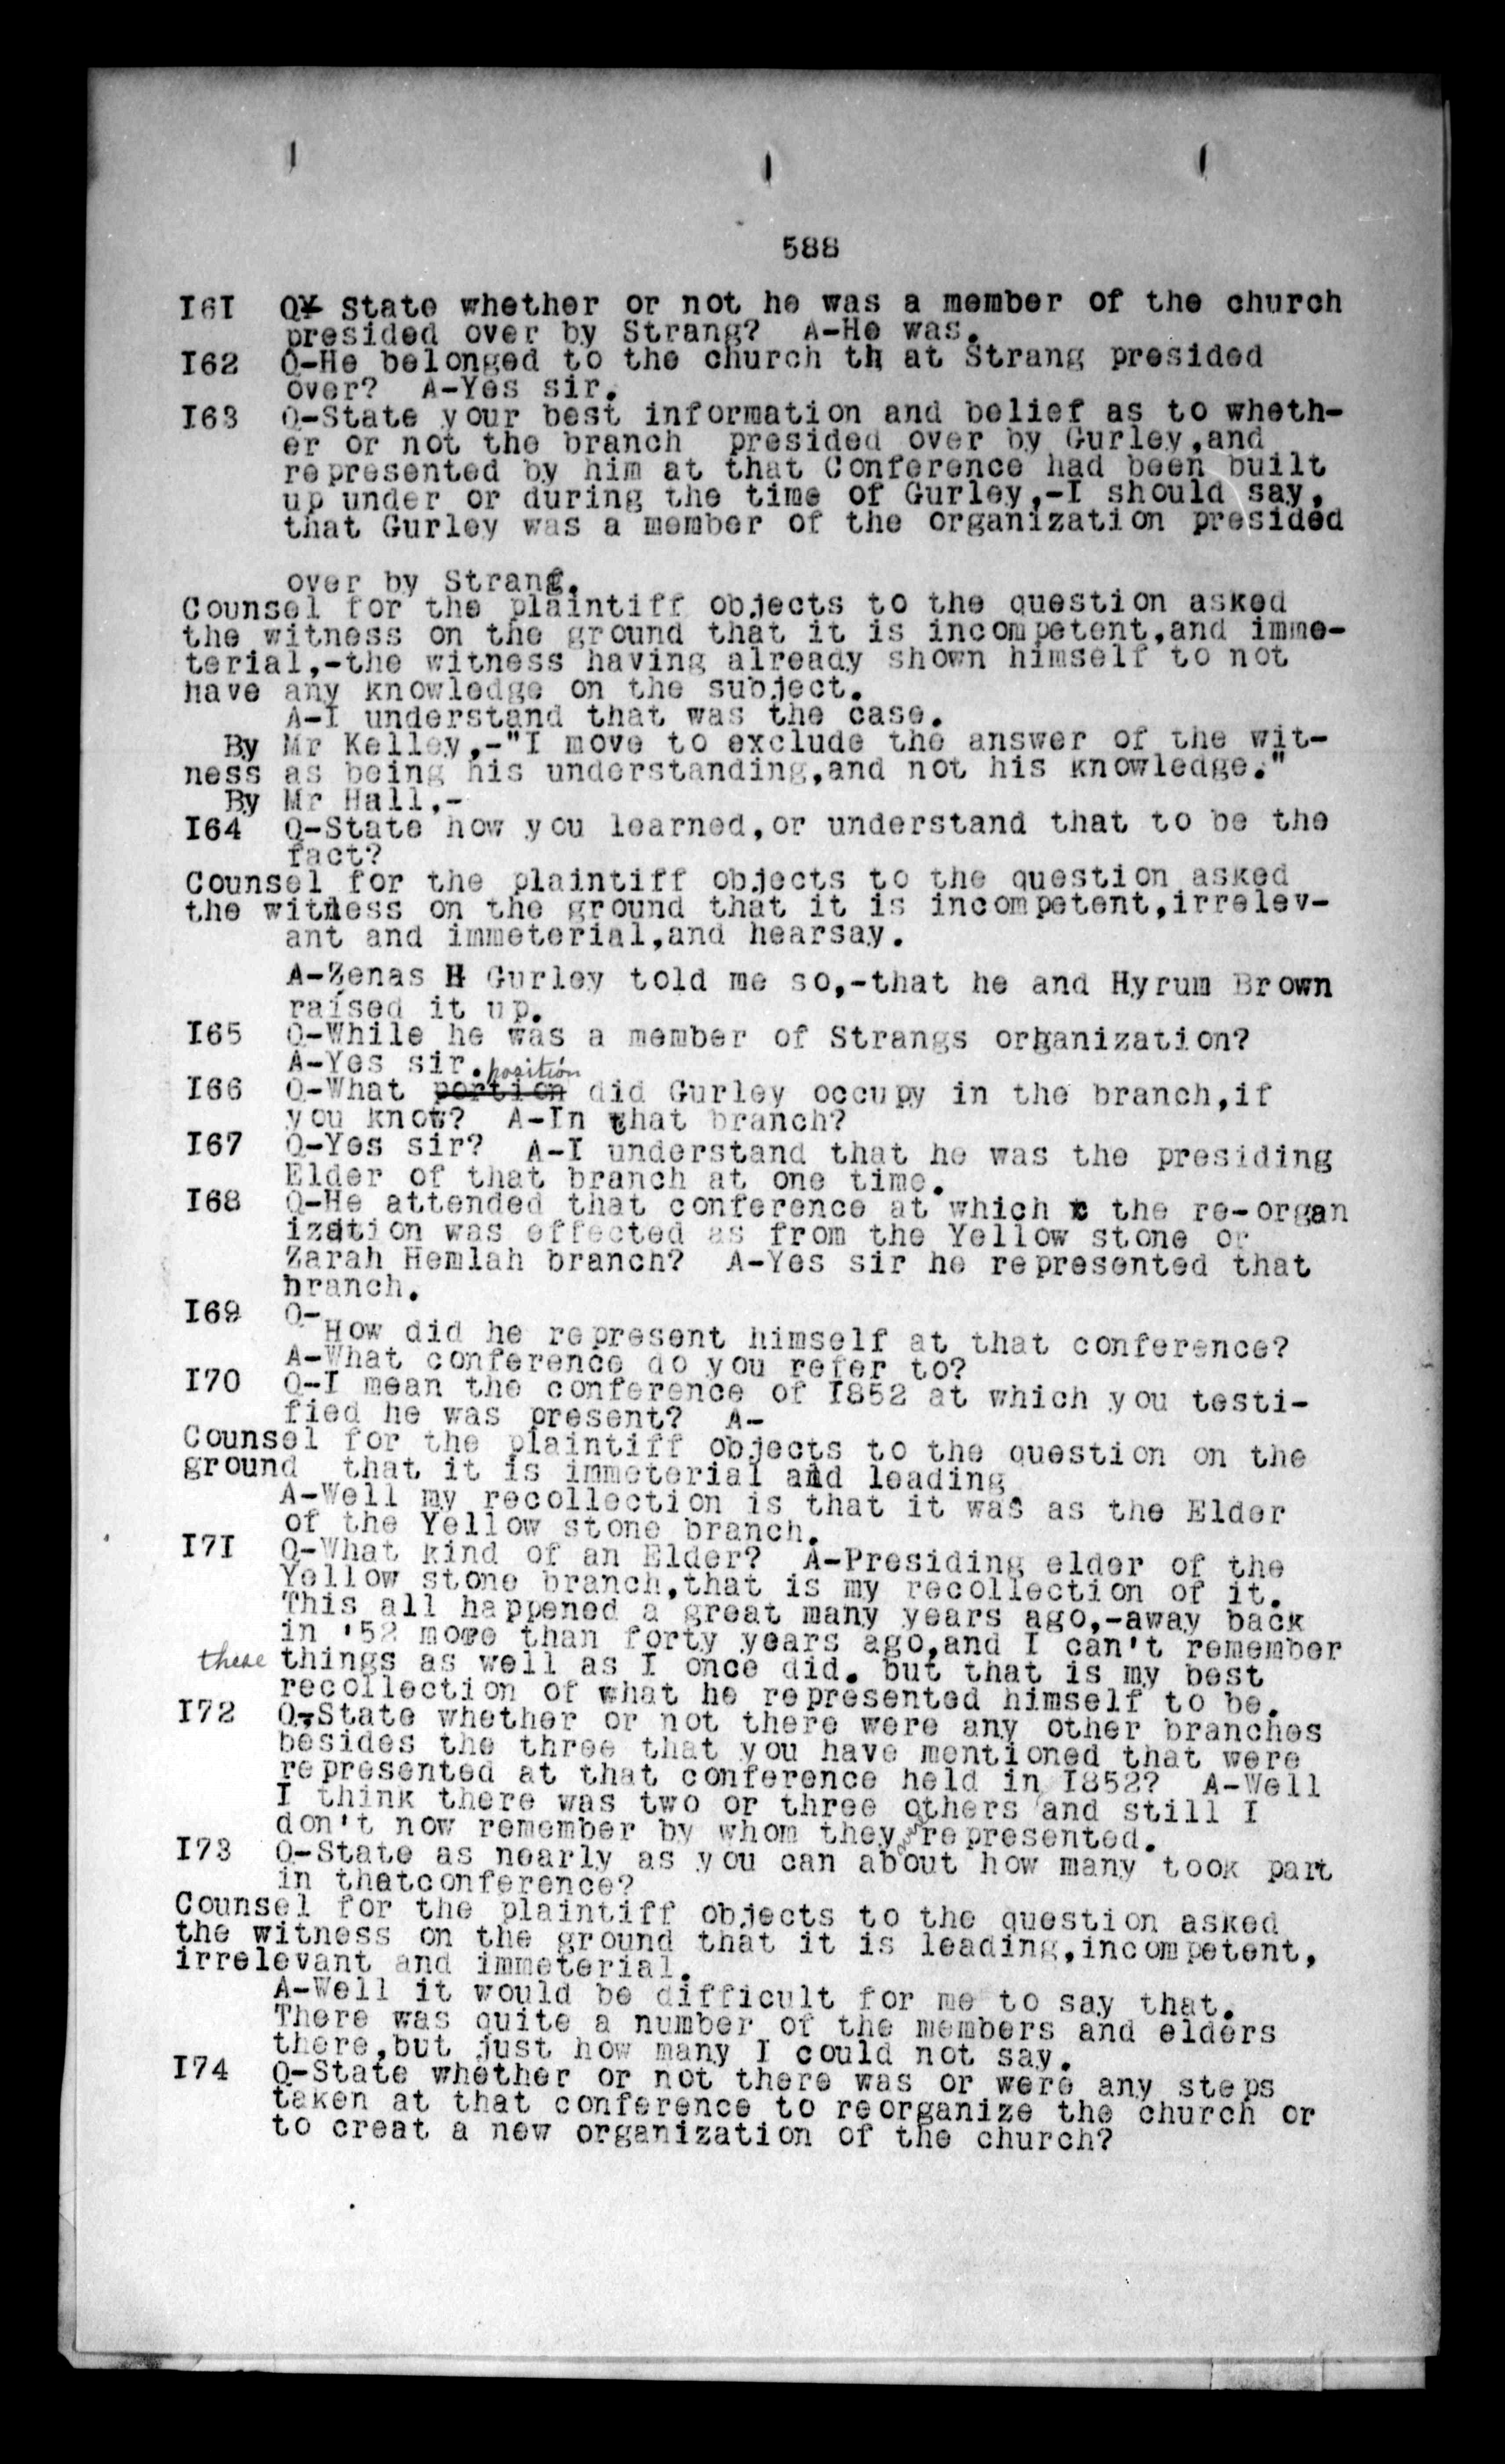 588
I6I Q¥ State whether or not he was a member of the church
presided over by Strang? A-He was.
I62 Q-He belonged to the church th at Strang presided
over? A-Yes sir.
I63 Q-State your best information and belief as to wheth-
er or not the branch presided over by Gurley,and
represented by him at that Conference had been built
up under or during the time of Gurley,-I should say,
that Gurley was a member of the organization presided
over by Strang.
Counsel for the plaintiff objects to the question asked
the witness on the ground that it is incompetent,and imme-
terial,-the witness having already shown himself to not
have any knowledge on the subject.
A-I understand that was the case.
By Mr Kelley,-"I move to exclude the answer of the wit-
ness as being his understanding,and not his knowledge."
By Mr Hall,-
I64 Q-State how you learned,or understand that to be the
fact?
Counsel for the plaintiff objects to the question asked
the witness on the ground that it is incompetent,irrelev-
ant and immeterial,and hearsay.
A-Zenas H Gurley told me so,-that he and Hyrum Brown
raised it up.
I65 Q-While he was a member of Strangs organization?
A-Yes sir.
position
I66 Q-What portion did Gurley occupy in the branch,if
you know? A-In that branch?
I67 Q-Yes sir? A-I understand that he was the presiding
Elder of that branch at one time.
I68 Q-He attended that conference at which t the re-organ
ization was effected as from the Yellow stone or
Zarah Hemlah branch? A-Yes sir he represented that
branch.
I69 Q-
How did he represent himself at that conference?
A-What conference do you refer to?
I70 Q-I mean the conference of I852 at which you testi-
fied he was present? A-
Counsel for the plaintiff objects to the question on the
ground that it is immeterial and leading
A-Well my recollection is that it was as the Elder
of the Yellow stone branch.
I7I Q-What kind of an Elder? A-Presiding elder of the
Yellow stone branch,that is my recollection of it.
This all happened a great many years ago,-away back
in '52 more than forty years ago,and I can't remember
these things as well as I once did. but that is my best
recollection of what he represented himself to be.
I72 Q-State whether or not there were any other branches
besides the three that you have mentioned that were
represented at that conference held in I852? A-Well
I think there was two or three others and still I
don't now remember by whom they were represented.
I73 Q-State as nearly as you can about how many took part
in thatconference?
Counsel for the plaintiff objects to the question asked
the witness on the ground that it is leading,incompetent,
irrelevant and immeterial.
A-Well it would be difficult for me to say that.
There was quite a number of the members and elders
there,but just how many I could not say.
I74 Q-State whether or not there was or were any steps
taken at that conference to reorganize the church or
to creat a new organization of the church?